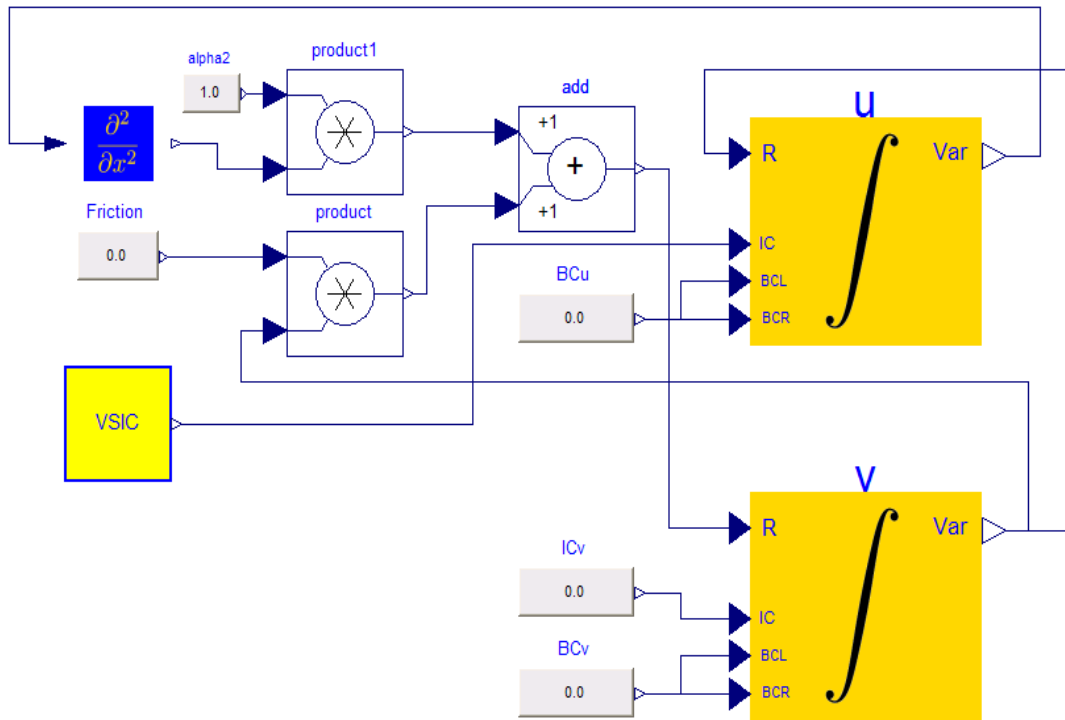 alpha2
1.0
product1
add
+1
+
+1
u
R
Var
IC
BCL
BCR
∂²
∂x²
Friction
0.0
product
BCu
0.0
∫
VSIC
v
R
Var
ICv
0.0
IC
BCL
BCv
0.0
BCR
∫